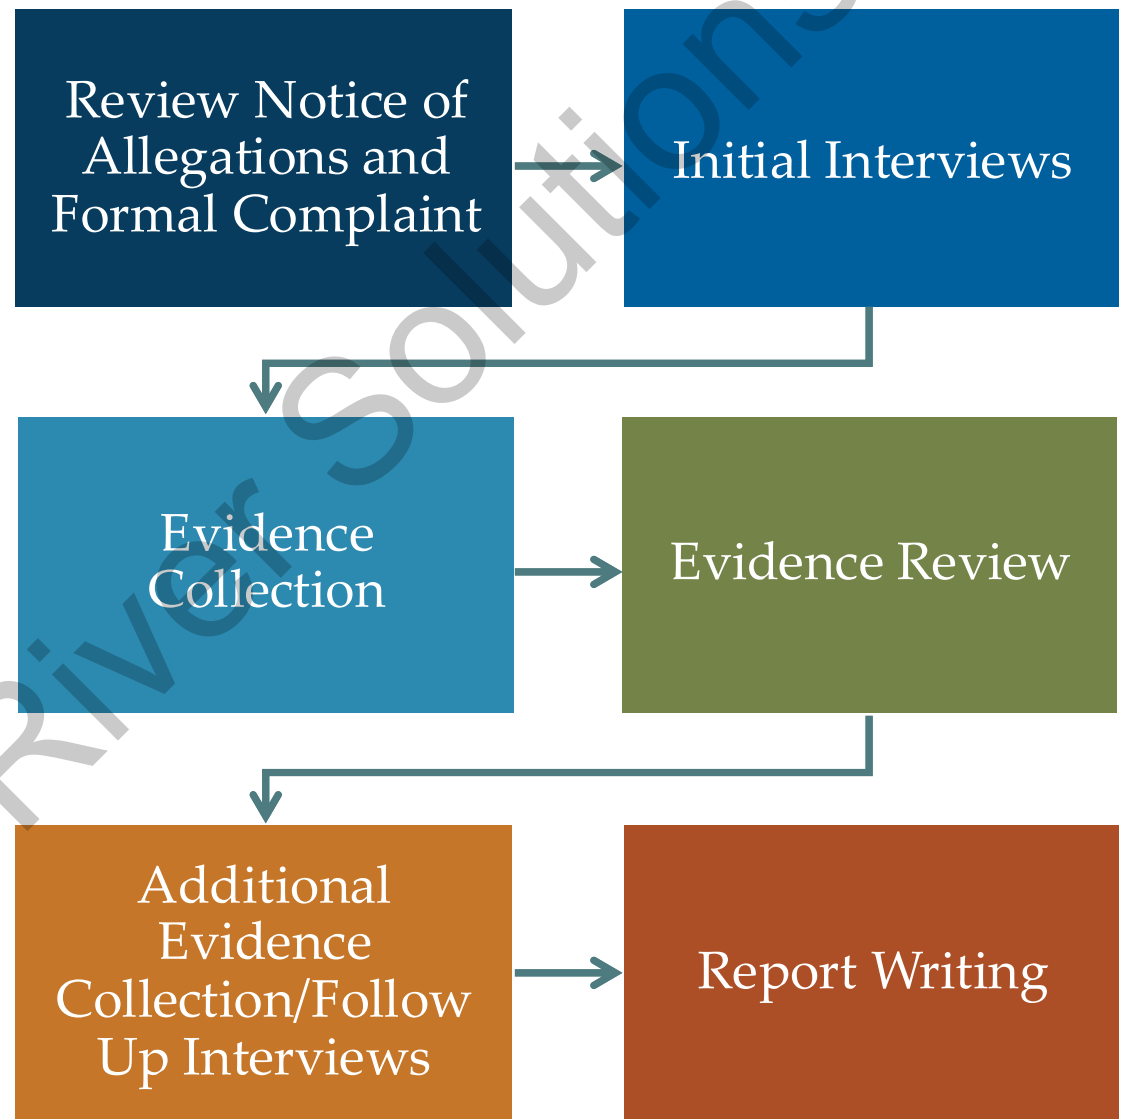 Review Notice of
Allegations and
Formal Complaint
Initial Interviews
Evidence
Collection
Evidence Review
Additional
Evidence
Collection/Follow
Up Interviews
Report Writing
River Solutions